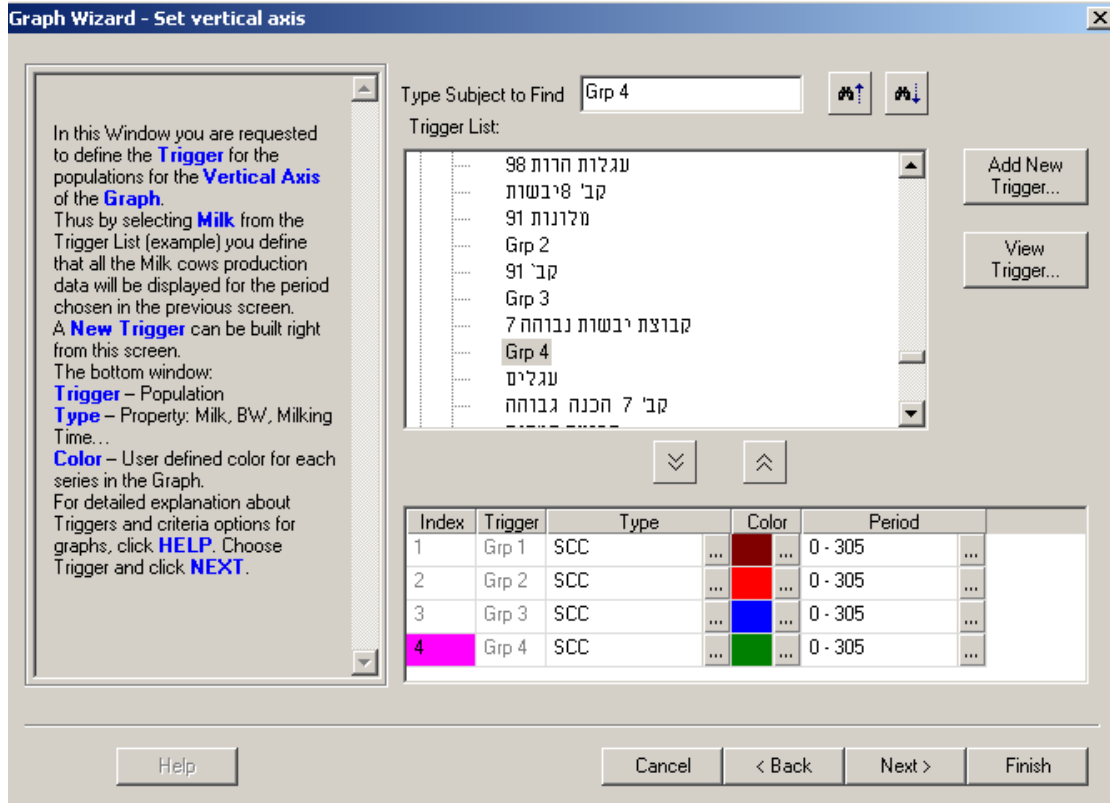 Graph Wizard - Set vertical axis
In this Window you are requested
to define the Trigger for the
populations for the Vertical Axis
of the Graph.
Thus by selecting Milk from the
Trigger List (example) you define
that all the Milk cows production
data will be displayed for the period
chosen in the previous screen.
A New Trigger can be built right
from this screen.
The bottom window:
Trigger – Population
Type – Property: Milk, BW, Milking
Time…
Color – User defined color for each
series in the Graph.
For detailed explanation about
Triggers and criteria options for
graphs, click HELP. Choose
Trigger and click NEXT.
Type Subject to Find Grp 4
Trigger List:
עגלות הרות 98
קב' 8יבשות
מלונות 91
Grp 2
קב` 91
Grp 3
קבוצת יבשות גבוהה 7
Grp 4
עגלים
קב' 7 הכנה גבוהה
Add New
Trigger...
View
Trigger...
Index Trigger Type Color Period
1 Grp 1 SCC ... ... 0 - 305 ...
2 Grp 2 SCC ... ... 0 - 305 ...
3 Grp 3 SCC ... ... 0 - 305 ...
4 Grp 4 SCC ... ... 0 - 305 ...
Help Cancel < Back Next > Finish